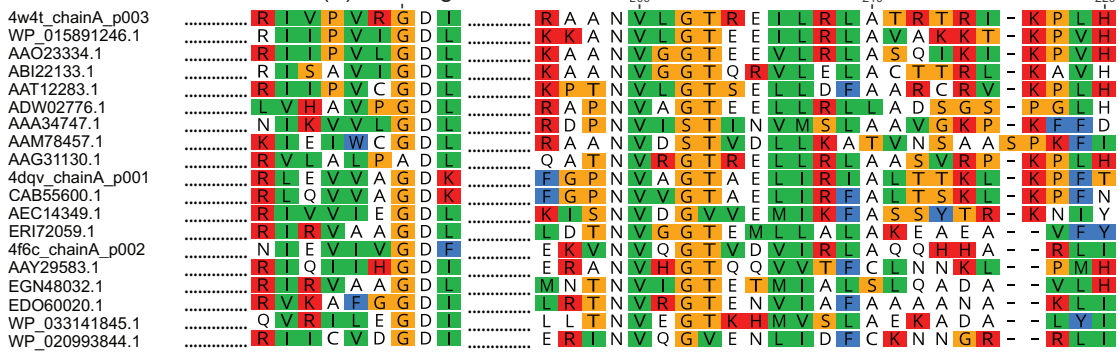 4w4t_chainA_p003 .......... R I V P V R G D I .......... R A A N V L G T R E I L R L A T R T R I - K P L H
WP_015891246.1 .......... R I I P V I G D L .......... K K A N V L G T E E I L R L A V A K K T - K P V H
AAO23334.1 .......... R I I P V L G D L .......... K A A N V G G T E E V L R L A S Q I K I - K P V H
ABI22133.1 .......... R I S A V I G D L .......... K A A N V G G T Q R V L E L A C T T R L - K A V H
AAT12283.1 .......... R I I P V C G D L .......... K P T N V L G T S E L L D F A A R C R V - K P L H
ADW02776.1 .......... L V H A V P G D L .......... R A P N V A G T E E L L R L L A D S G S - P G L H
AAA34747.1 .......... N I K V V L G D L .......... R D P N V I S T I N V M S L A A V G K P - K F F D
AAM78457.1 .......... K I E I W C G D L .......... R A A N V D S T V D L L K A T V N S A A S P K F I
AAG31130.1 .......... R V L A L P A D L .......... Q A T N V R G T R E L L R L A A S V R P - K P L H
4dqv_chainA_p001 .......... R L E V V A G D K .......... F G P N V A G T A E L I R I A L T T K L - K P F T
CAB55600.1 .......... R L Q V V A G D K .......... F G P N V V G T A E L I R F A L T S K L - K P F N
AEC14349.1 .......... R I V V I E G D L .......... K I S N V D G V V E M I K F A S S Y T R - K N I Y
ERI72059.1 .......... R I R V A A G D L .......... L D T N V G G T E M L L A L A K E A E A - - V F Y
4f6c_chainA_p002 .......... N I E V I V G D F .......... E K V N V Q G T V D V I R L A Q Q H H A - - R L I
AAY29583.1 .......... R I Q I I H G D I .......... E R A N V H G T Q Q V V T F C L N N K L - - P M H
EGN48032.1 .......... R I R V A A G D L .......... M N T N V I G T E T M I A L S L Q A D A - - V L H
EDO60020.1 .......... R V K A F G G D I .......... L R T N V R G T E N V I A F A A A A N A - - K L I
WP_033141845.1 .......... Q V R I L E G D I .......... L L T N V E G T K H M V S L A E K A D A - - L Y I
WP_020993844.1 .......... R I I C V D G D I .......... E R I N V Q G V E N L I D F C K N N G R - - R L I